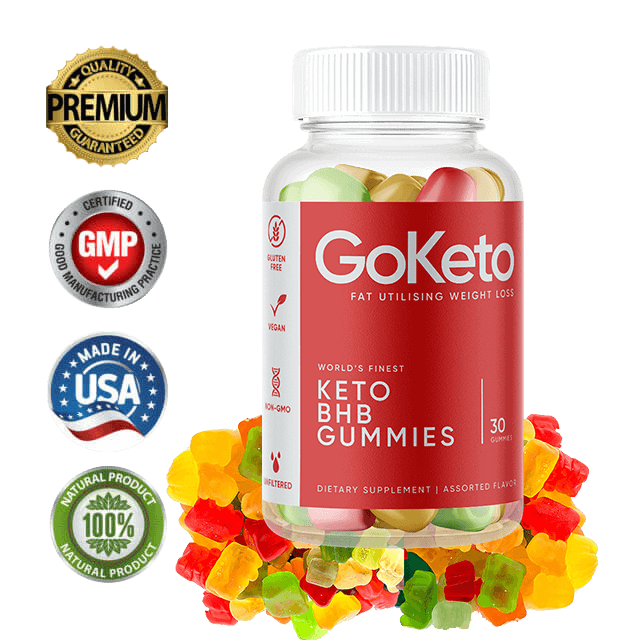 QUALITY
PREMIUM
GUARANTEED
CERTIFIED
GMP
GOOD MANUFACTURING PRACTICE
MADE IN
USA
NATURAL PRODUCT
100%
NATURAL PRODUCT
GLUTEN
FREE
VEGAN
NON-GMO
UNFILTERED
GoKeto
FAT UTILISING WEIGHT LOSS
WORLD'S FINEST
KETO
BHB
GUMMIES
30
GUMMIES
DIETARY SUPPLEMENT | ASSORTED FLAVOR